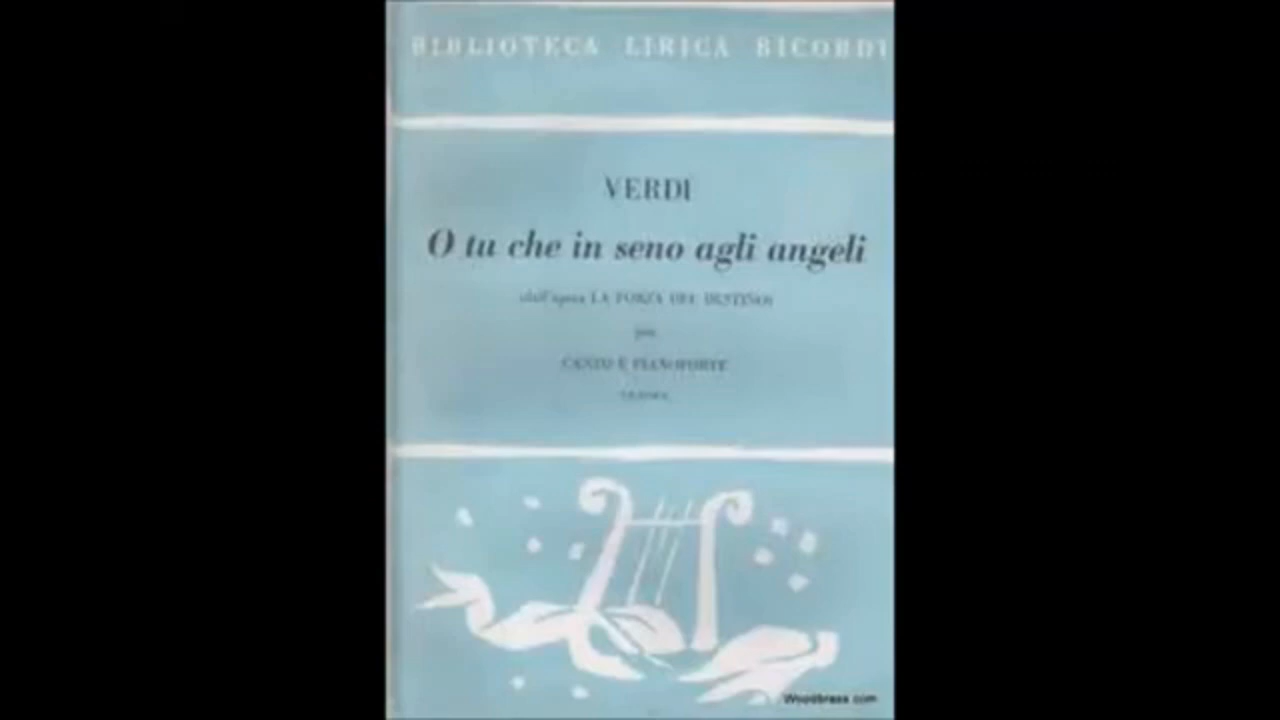 BIBLIOTECA LIRICA RICORDI
VERDI
O tu che in seno agli angeli
(dall'opera LA FORZA DEL DESTINO)
per
CANTO E PIANOFORTE
Woodbrass.com